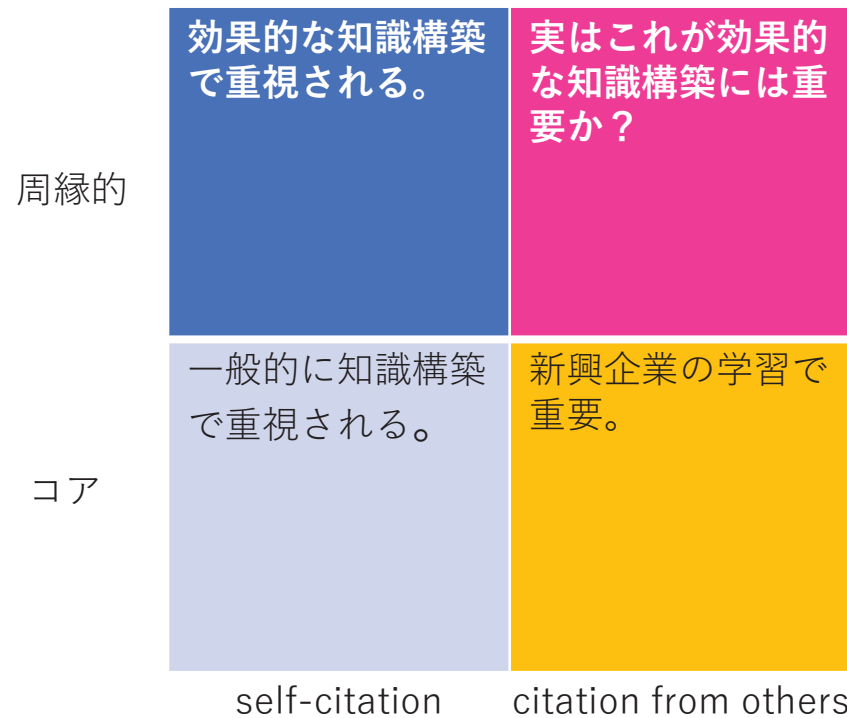 効果的な知識構築
で重視される。
実はこれが効果的
な知識構築には重
要か？
周縁的
一般的に知識構築
で重視される。
新興企業の学習で
重要。
コア
self-citation
citation from others